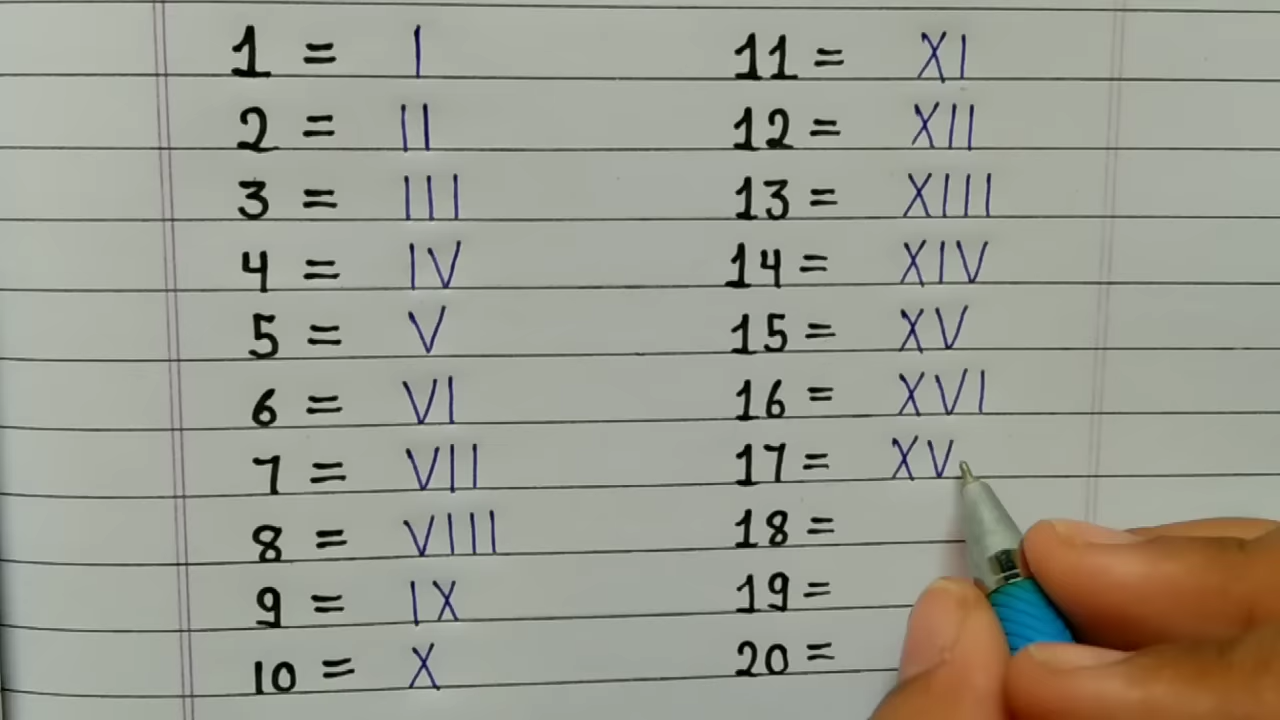 1 = I
2 = II
3 = III
4 = IV
5 = V
6 = VI
7 = VII
8 = VIII
9 = IX
10 = X
11 = XI
12 = XII
13 = XIII
14 = XIV
15 = XV
16 = XVI
17 = XV
18 =
19 =
20 =